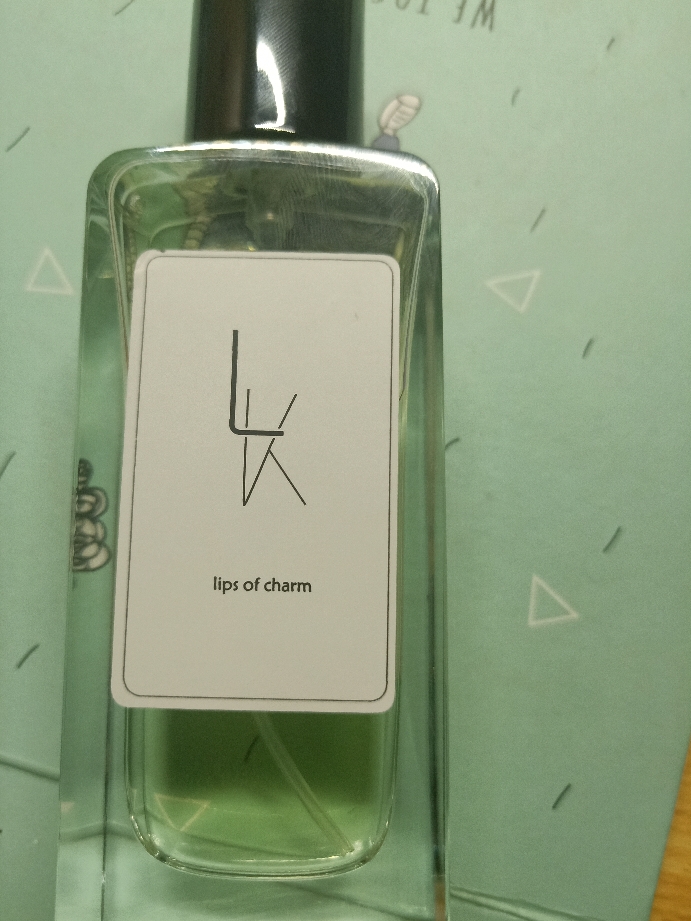 LK
lips of charm